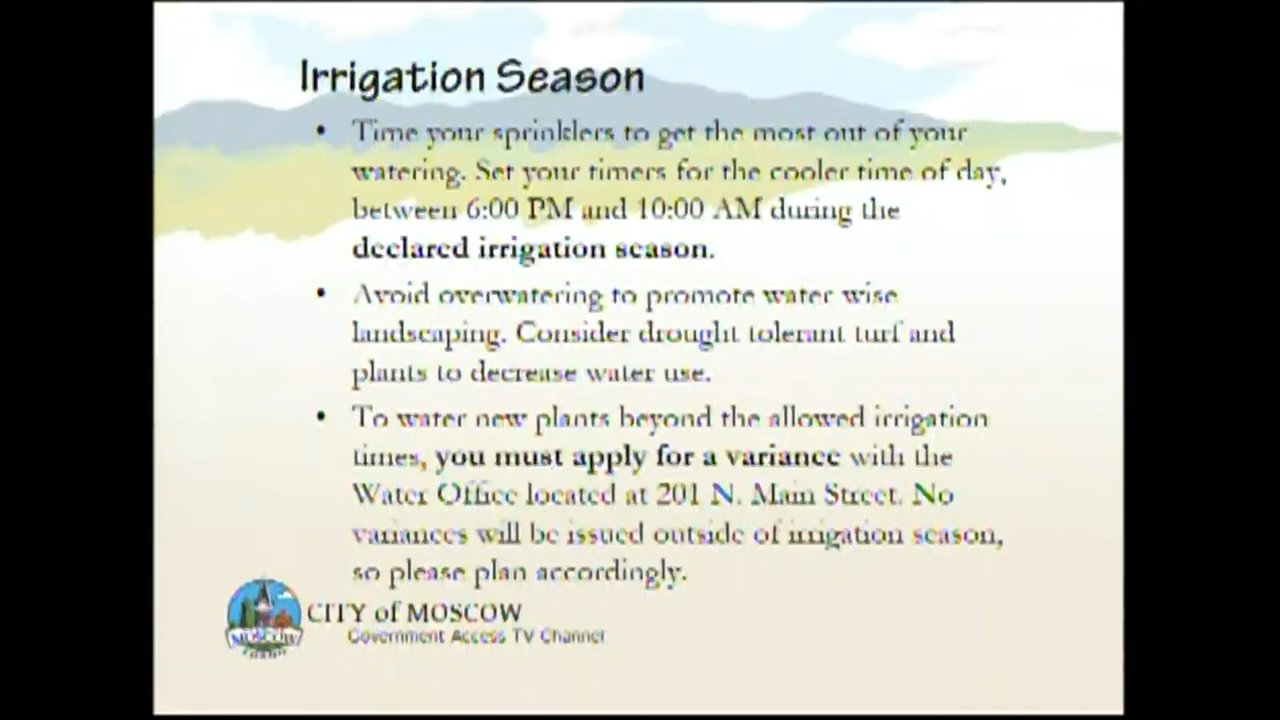 Irrigation Season
• Time your sprinklers to get the most out of your
watering. Set your timers for the cooler time of day,
between 6:00 PM and 10:00 AM during the
declared irrigation season.
• Avoid overwatering to promote water wise
landscaping. Consider drought tolerant turf and
plants to decrease water use.
• To water new plants beyond the allowed irrigation
times, you must apply for a variance with the
Water Office located at 201 N. Main Street. No
variances will be issued outside of irrigation season,
so please plan accordingly.
CITY of MOSCOW
Government Access TV Channel
MOSCOW
IDAHO